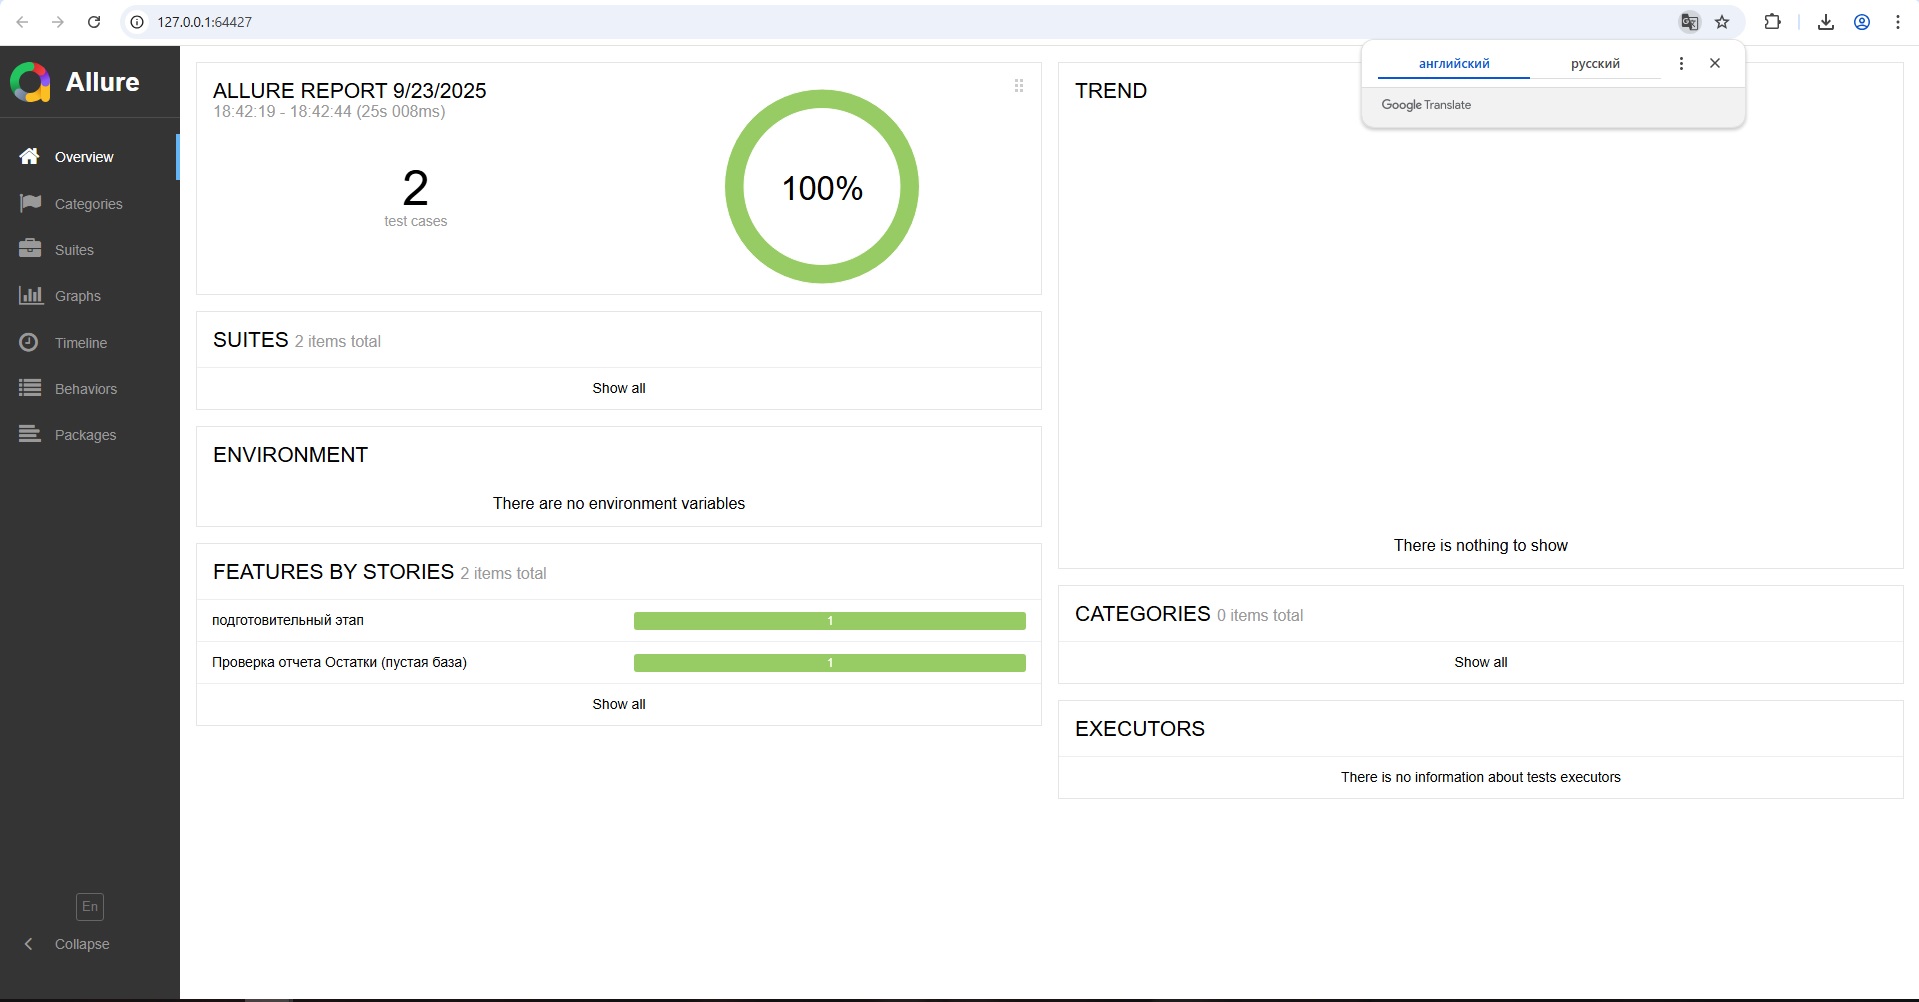 127.0.0.1:64427
английский
русский
Google Translate
Allure
Overview
Categories
Suites
Graphs
Timeline
Behaviors
Packages
En
Collapse
ALLURE REPORT 9/23/2025
18:42:19 - 18:42:44 (25s 008ms)
2
test cases
100%
SUITES 2 items total
Show all
ENVIRONMENT
There are no environment variables
FEATURES BY STORIES 2 items total
подготовительный этап 1
Проверка отчета Остатки (пустая база) 1
Show all
TREND
There is nothing to show
CATEGORIES 0 items total
Show all
EXECUTORS
There is no information about tests executors